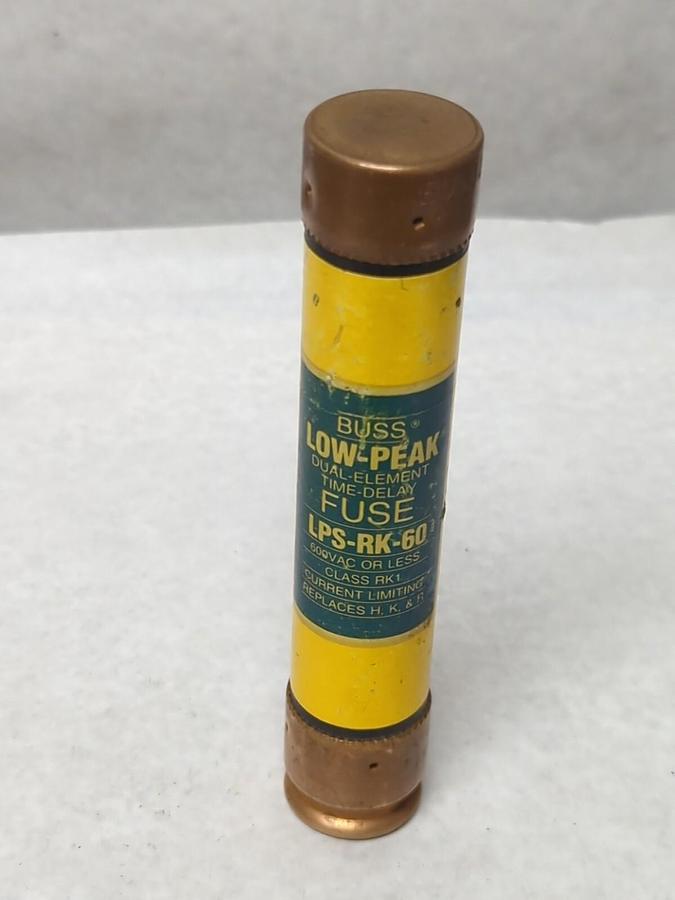 BUSS®
LOW-PEAK
DUAL-ELEMENT
TIME-DELAY
FUSE
LPS-RK-60
600VAC OR LESS
CLASS RK1
CURRENT LIMITING
REPLACES H, K, & R